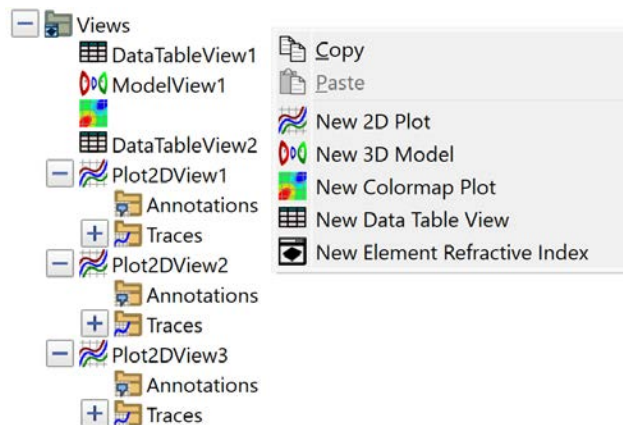 Views
DataTableView1
ModelView1
DataTableView2
Plot2DView1
Annotations
Traces
Plot2DView2
Annotations
Traces
Plot2DView3
Annotations
Traces
Copy
Paste
New 2D Plot
New 3D Model
New Colormap Plot
New Data Table View
New Element Refractive Index